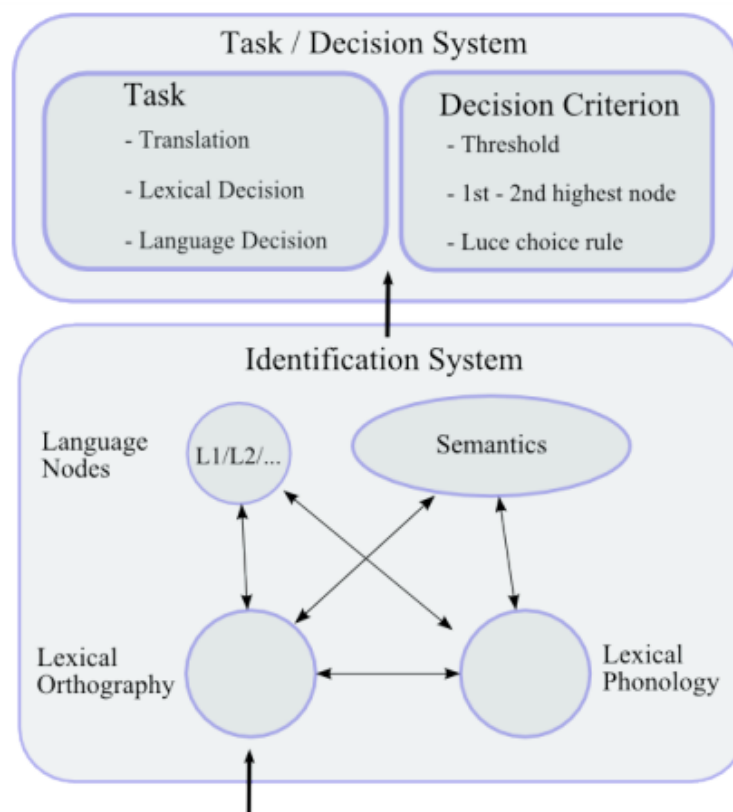 Task / Decision System
Task
- Translation
- Lexical Decision
- Language Decision
Decision Criterion
- Threshold
- 1st - 2nd highest node
- Luce choice rule
Identification System
Language
Nodes
L1/L2/...
Semantics
Lexical
Orthography
Lexical
Phonology